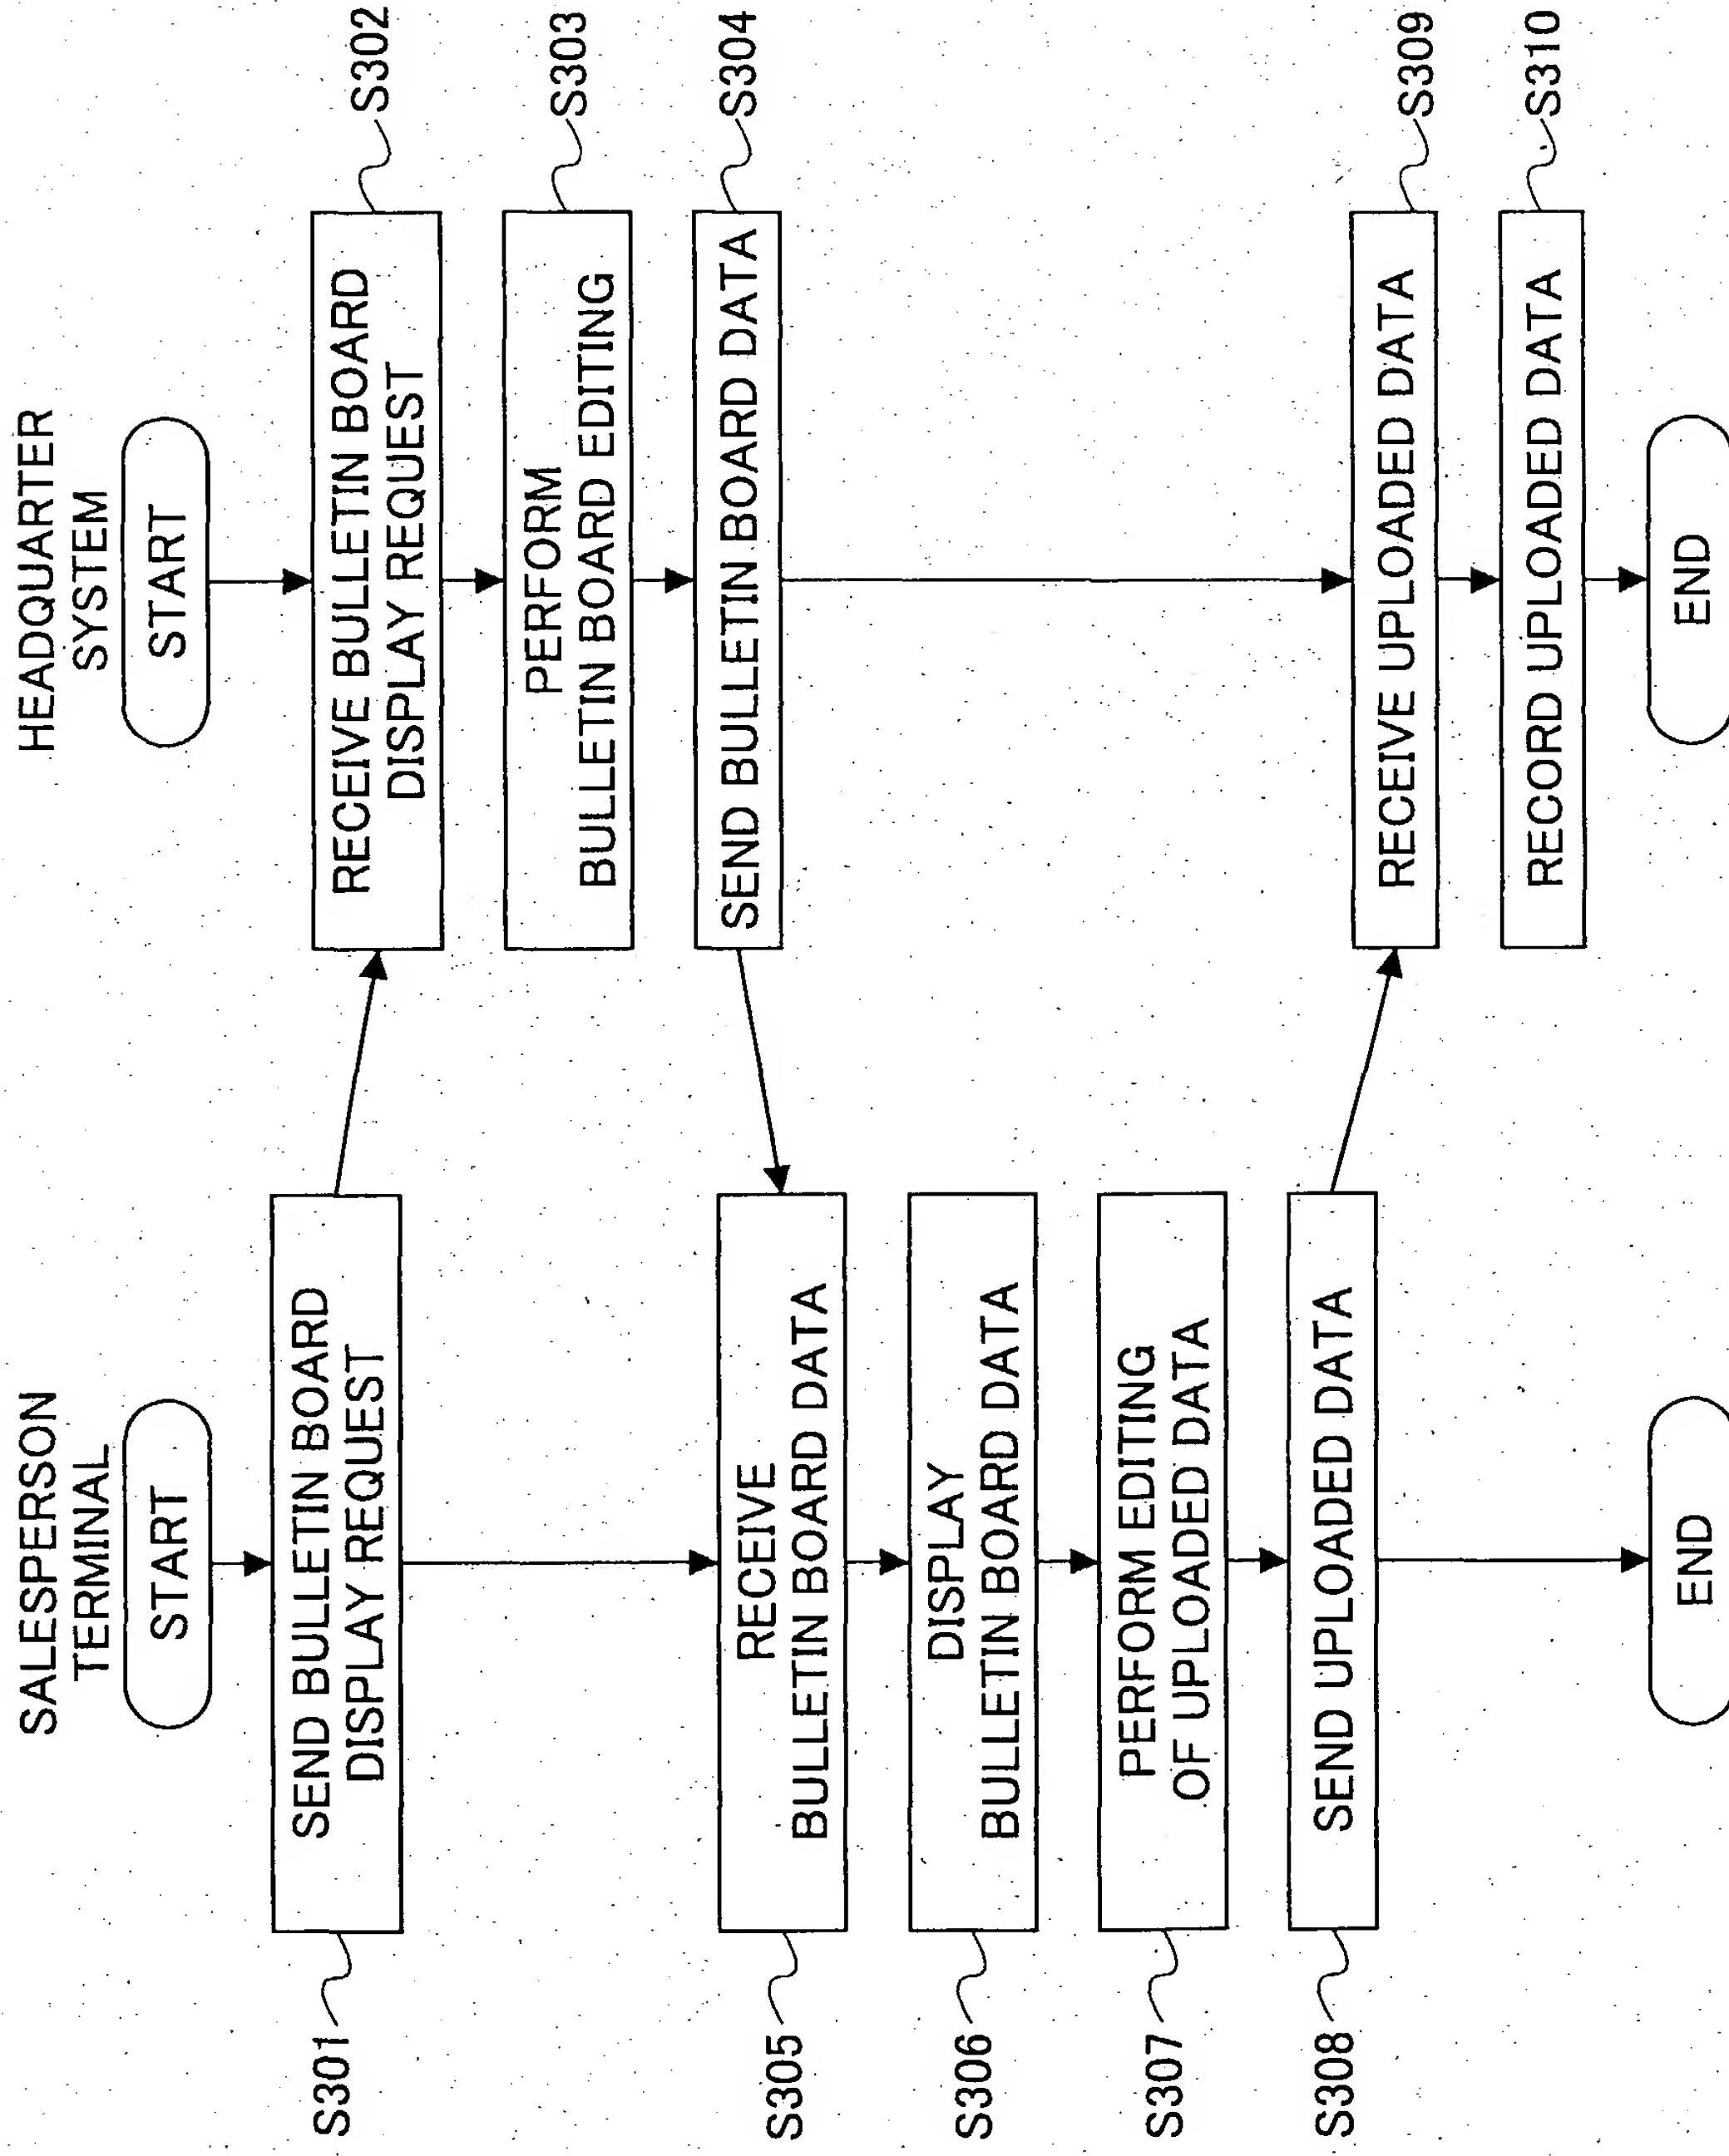 SALESPERSON
TERMINAL
START
S301
SEND BULLETIN BOARD
DISPLAY REQUEST
S305
RECEIVE
BULLETIN BOARD DATA
S306
DISPLAY
BULLETIN BOARD DATA
S307
PERFORM EDITING
OF UPLOADED DATA
S308
SEND UPLOADED DATA
END
HEADQUARTER
SYSTEM
START
RECEIVE BULLETIN BOARD
DISPLAY REQUEST
S302
PERFORM
BULLETIN BOARD EDITING
S303
SEND BULLETIN BOARD DATA
S304
RECEIVE UPLOADED DATA
S309
RECORD UPLOADED DATA
S310
END